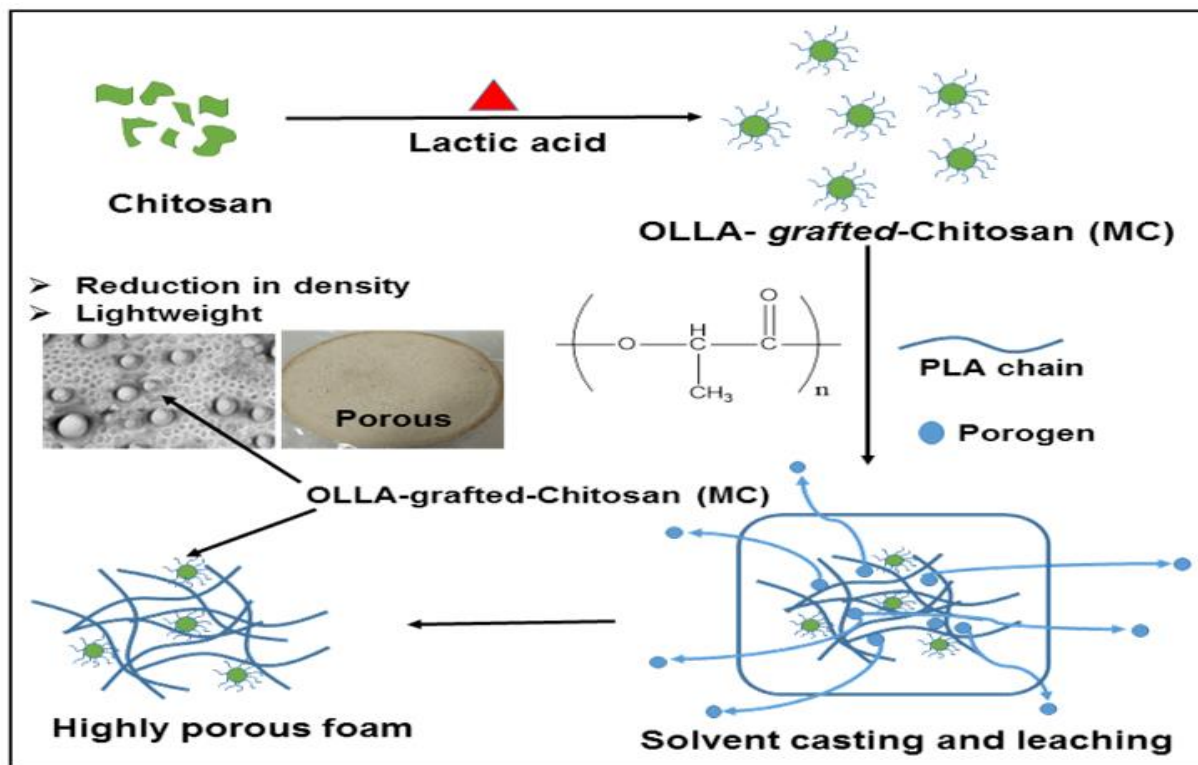 Chitosan
Lactic acid
OLLA- grafted-Chitosan (MC)
➢ Reduction in density
➢ Lightweight
Porous
O
H
O
C
C
CH₃
n
PLA chain
Porogen
OLLA-grafted-Chitosan (MC)
Highly porous foam
Solvent casting and leaching